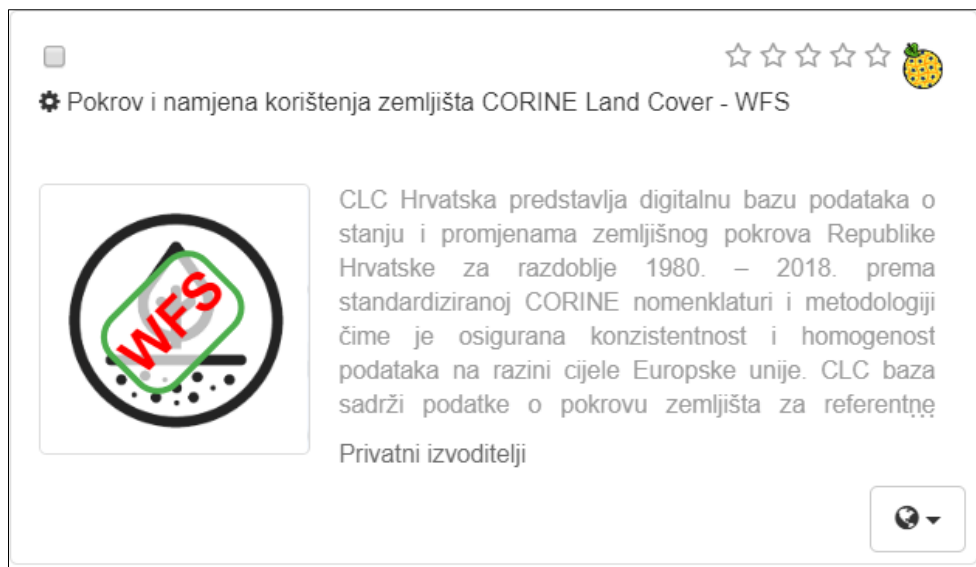 Pokrov i namjena korištenja zemljišta CORINE Land Cover - WFS
WFS
CLC Hrvatska predstavlja digitalnu bazu podataka o
stanju i promjenama zemljišnog pokrova Republike
Hrvatske za razdoblje 1980. – 2018. prema
standardiziranoj CORINE nomenklaturi i metodologiji
čime je osigurana konzistentnost i homogenost
podataka na razini cijele Europske unije. CLC baza
sadrži podatke o pokrovu zemljišta za referentne
...
Privatni izvoditelji